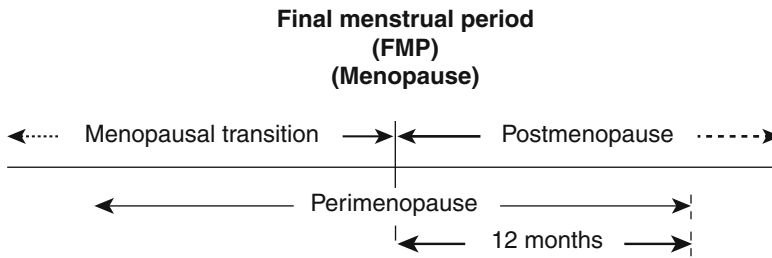 Final menstrual period
(FMP)
(Menopause)
Menopausal transition Postmenopause
Perimenopause
12 months